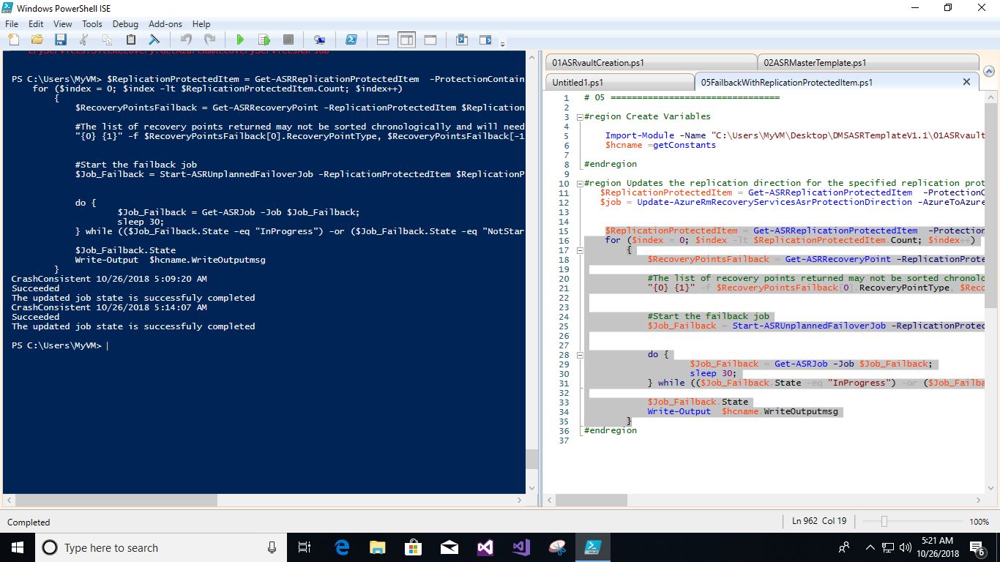 Windows PowerShell ISE
File Edit View Tools Debug Add-ons Help
PS C:\Users\MyVM> $ReplicationProtectedItem = Get-ASRReplicationProtectedItem  -ProtectionContain
for ($index = 0; $index -lt $ReplicationProtectedItem.Count; $index++)
{
$RecoveryPointsFailback = Get-ASRRecoveryPoint -ReplicationProtectedItem $Replication
#The list of recovery points returned may not be sorted chronologically and will need
"{0} {1}" -f $RecoveryPointsFailback[0].RecoveryPointType, $RecoveryPointsFailback[-1
#Start the failback job
$Job_Failback = Start-ASRUnplannedFailoverJob -ReplicationProtectedItem $ReplicationP
do {
$Job_Failback = Get-ASRJob -Job $Job_Failback;
sleep 30;
} while (($Job_Failback.State -eq "InProgress") -or ($Job_Failback.State -eq "NotStar
$Job_Failback.State
Write-Output  $hcname.WriteOutputmsg
}
CrashConsistent 10/26/2018 5:09:20 AM
Succeeded
The updated job state is successfuly completed
CrashConsistent 10/26/2018 5:14:07 AM
Succeeded
The updated job state is successfuly completed
PS C:\Users\MyVM>
01ASRvaultCreation.ps1 02ASRMasterTemplate.ps1
Untitled1.ps1 05FailbackWithReplicationProtectedItem.ps1
1 # 05 ================================
2
3 #region Create Variables
4
5 Import-Module -Name "C:\Users\MyVM\Desktop\DMSASRTemplateV1.1\01ASRvault
6 $hcname =getConstants
7
8 #endregion
9
10 #region Updates the replication direction for the specified replication prot
11 $ReplicationProtectedItem = Get-ASRReplicationProtectedItem  -ProtectionC
12 $job = Update-AzureRmRecoveryServicesAsrProtectionDirection -AzureToAzure
13
14
15 $ReplicationProtectedItem = Get-ASRReplicationProtectedItem  -Protection
16 for ($index = 0; $index -lt $ReplicationProtectedItem.Count; $index++)
17 {
18 $RecoveryPointsFailback = Get-ASRRecoveryPoint -ReplicationProte
19
20 #The list of recovery points returned may not be sorted chronolo
21 "{0} {1}" -f $RecoveryPointsFailback[0].RecoveryPointType, $Reco
22
23
24 #Start the failback job
25 $Job_Failback = Start-ASRUnplannedFailoverJob -ReplicationProtec
26
27
28 do {
29 $Job_Failback = Get-ASRJob -Job $Job_Failback;
30 sleep 30;
31 } while (($Job_Failback.State -eq "InProgress") -or ($Job_Failba
32
33 $Job_Failback.State
34 Write-Output  $hcname.WriteOutputmsg
35 }
36 #endregion
37
Completed Ln 962 Col 19 100%
Type here to search
5:21 AM
10/26/2018
6